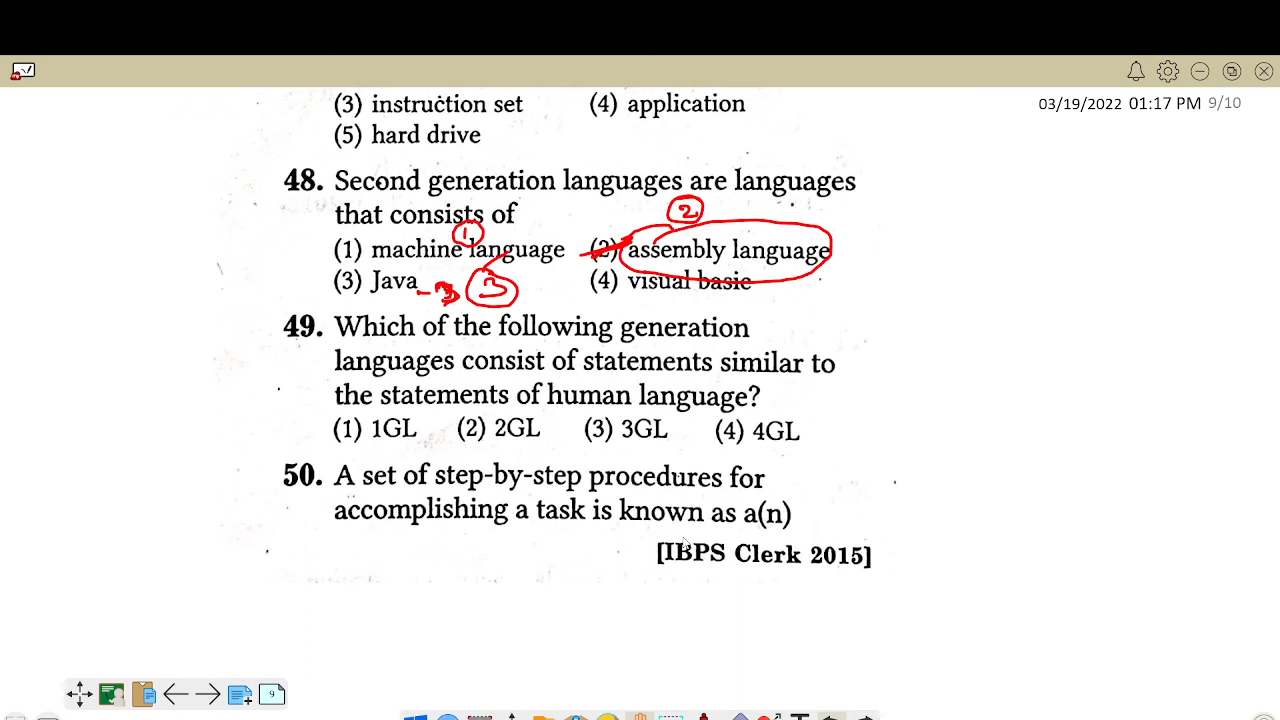 03/19/2022 01:17 PM 9/10
(3) instruction set (4) application
(5) hard drive
48. Second generation languages are languages
that consists of
2
1
(1) machine language (2) assembly language
(3) Java - 3 3 (4) visual basic
49. Which of the following generation
languages consist of statements similar to
the statements of human language?
(1) 1GL (2) 2GL (3) 3GL (4) 4GL
50. A set of step-by-step procedures for
accomplishing a task is known as a(n)
[IBPS Clerk 2015]
9